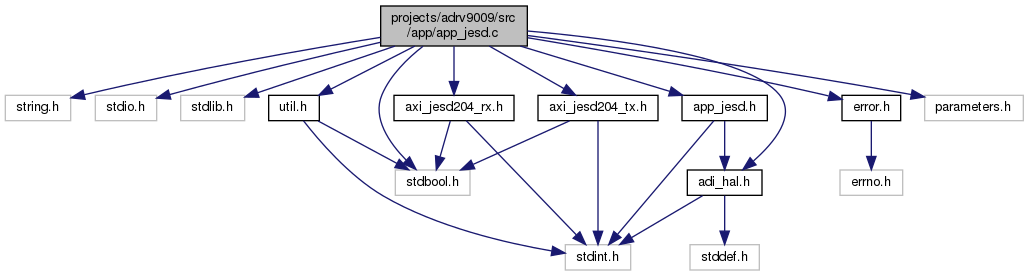 projects/adrv9009/src
/app/app_jesd.c
string.h
stdio.h
stdlib.h
util.h
axi_jesd204_rx.h
axi_jesd204_tx.h
app_jesd.h
error.h
parameters.h
stdbool.h
adi_hal.h
errno.h
stdint.h
stddef.h